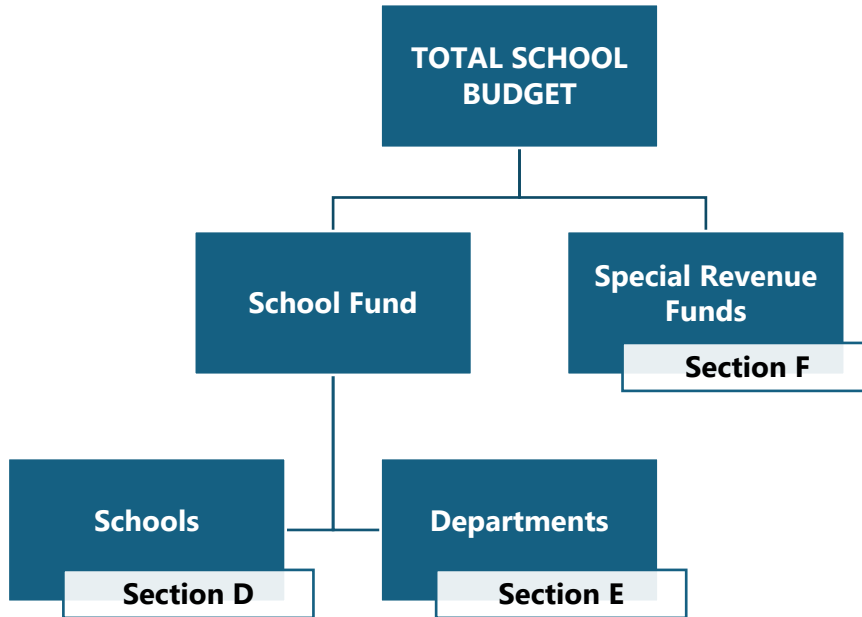 TOTAL SCHOOL
BUDGET
School Fund
Special Revenue
Funds
Section F
Schools
Section D
Departments
Section E